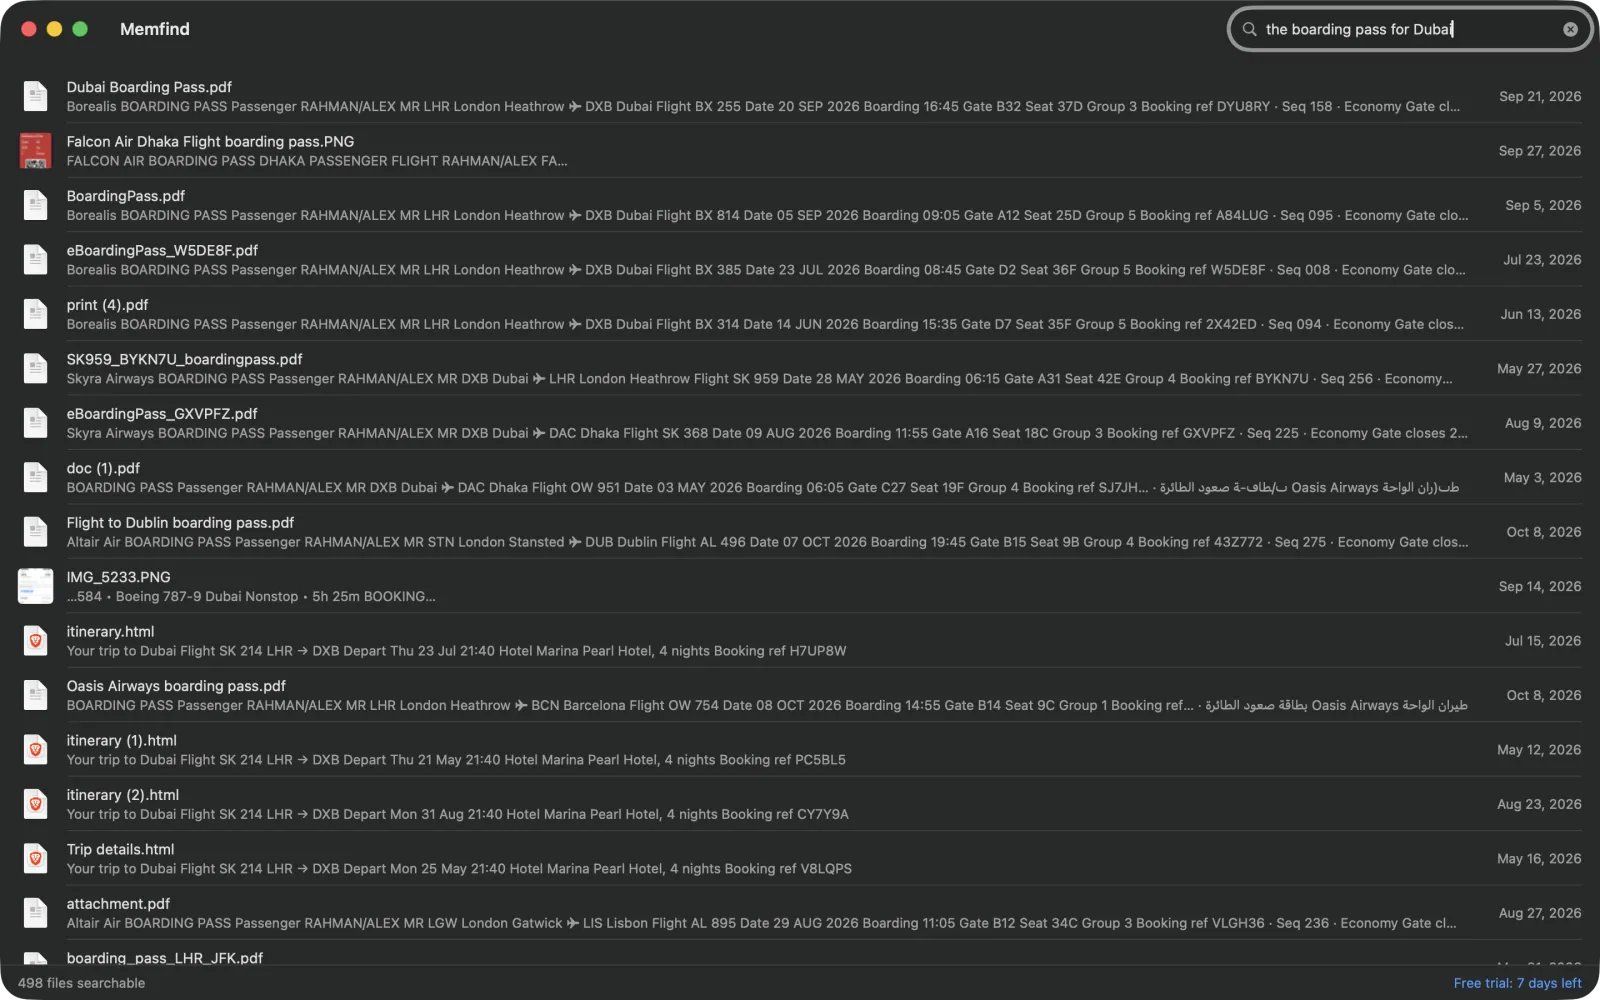 Memfind
the boarding pass for Dubai
Dubai Boarding Pass.pdf
Borealis BOARDING PASS Passenger RAHMAN/ALEX MR LHR London Heathrow ✈ DXB Dubai Flight BX 255 Date 20 SEP 2026 Boarding 16:45 Gate B32 Seat 37D Group 3 Booking ref DYU8RY · Seq 158 · Economy Gate cl...
Sep 21, 2026
Falcon Air Dhaka Flight boarding pass.PNG
FALCON AIR BOARDING PASS DHAKA PASSENGER FLIGHT RAHMAN/ALEX FA...
Sep 27, 2026
BoardingPass.pdf
Borealis BOARDING PASS Passenger RAHMAN/ALEX MR LHR London Heathrow ✈ DXB Dubai Flight BX 814 Date 05 SEP 2026 Boarding 09:05 Gate A12 Seat 25D Group 5 Booking ref A84LUG · Seq 095 · Economy Gate clo...
Sep 5, 2026
eBoardingPass_W5DE8F.pdf
Borealis BOARDING PASS Passenger RAHMAN/ALEX MR LHR London Heathrow ✈ DXB Dubai Flight BX 385 Date 23 JUL 2026 Boarding 08:45 Gate D2 Seat 36F Group 5 Booking ref W5DE8F · Seq 008 · Economy Gate clo...
Jul 23, 2026
print (4).pdf
Borealis BOARDING PASS Passenger RAHMAN/ALEX MR LHR London Heathrow ✈ DXB Dubai Flight BX 314 Date 14 JUN 2026 Boarding 15:35 Gate D7 Seat 35F Group 5 Booking ref 2X42ED · Seq 094 · Economy Gate clos...
Jun 13, 2026
SK959_BYKN7U_boardingpass.pdf
Skyra Airways BOARDING PASS Passenger RAHMAN/ALEX MR DXB Dubai ✈ LHR London Heathrow Flight SK 959 Date 28 MAY 2026 Boarding 06:15 Gate A31 Seat 42E Group 4 Booking ref BYKN7U · Seq 256 · Economy...
May 27, 2026
eBoardingPass_GXVPFZ.pdf
Skyra Airways BOARDING PASS Passenger RAHMAN/ALEX MR DXB Dubai ✈ DAC Dhaka Flight SK 368 Date 09 AUG 2026 Boarding 11:55 Gate A16 Seat 18C Group 3 Booking ref GXVPFZ · Seq 225 · Economy Gate closes 2...
Aug 9, 2026
doc (1).pdf
BOARDING PASS Passenger RAHMAN/ALEX MR DXB Dubai ✈ DAC Dhaka Flight OW 951 Date 03 MAY 2026 Boarding 06:05 Gate C27 Seat 19F Group 4 Booking ref SJ7JH... · الواحة Oasis Airways صعود الطائرة
May 3, 2026
Flight to Dublin boarding pass.pdf
Altair Air BOARDING PASS Passenger RAHMAN/ALEX MR STN London Stansted ✈ DUB Dublin Flight AL 496 Date 07 OCT 2026 Boarding 19:45 Gate B15 Seat 9B Group 4 Booking ref 43Z772 · Seq 275 · Economy Gate clos...
Oct 8, 2026
IMG_5233.PNG
...584 • Boeing 787-9 Dubai Nonstop • 5h 25m BOOKING...
Sep 14, 2026
itinerary.html
Your trip to Dubai Flight SK 214 LHR → DXB Depart Thu 23 Jul 21:40 Hotel Marina Pearl Hotel, 4 nights Booking ref H7UP8W
Jul 15, 2026
Oasis Airways boarding pass.pdf
BOARDING PASS Passenger RAHMAN/ALEX MR LHR London Heathrow ✈ BCN Barcelona Flight OW 754 Date 08 OCT 2026 Boarding 14:55 Gate B14 Seat 9C Group 1 Booking ref... · طيران الواحة Oasis Airways بطاقة صعود الطائرة
Oct 8, 2026
itinerary (1).html
Your trip to Dubai Flight SK 214 LHR → DXB Depart Thu 21 May 21:40 Hotel Marina Pearl Hotel, 4 nights Booking ref PC5BL5
May 12, 2026
itinerary (2).html
Your trip to Dubai Flight SK 214 LHR → DXB Depart Mon 31 Aug 21:40 Hotel Marina Pearl Hotel, 4 nights Booking ref CY7Y9A
Aug 23, 2026
Trip details.html
Your trip to Dubai Flight SK 214 LHR → DXB Depart Mon 25 May 21:40 Hotel Marina Pearl Hotel, 4 nights Booking ref V8LQPS
May 16, 2026
attachment.pdf
Altair Air BOARDING PASS Passenger RAHMAN/ALEX MR LGW London Gatwick ✈ LIS Lisbon Flight AL 895 Date 29 AUG 2026 Boarding 11:05 Gate B12 Seat 34C Group 3 Booking ref VLGH36 · Seq 236 · Economy Gate cl...
Aug 27, 2026
boarding_pass_LHR_JFK.pdf
498 files searchable
Free trial: 7 days left